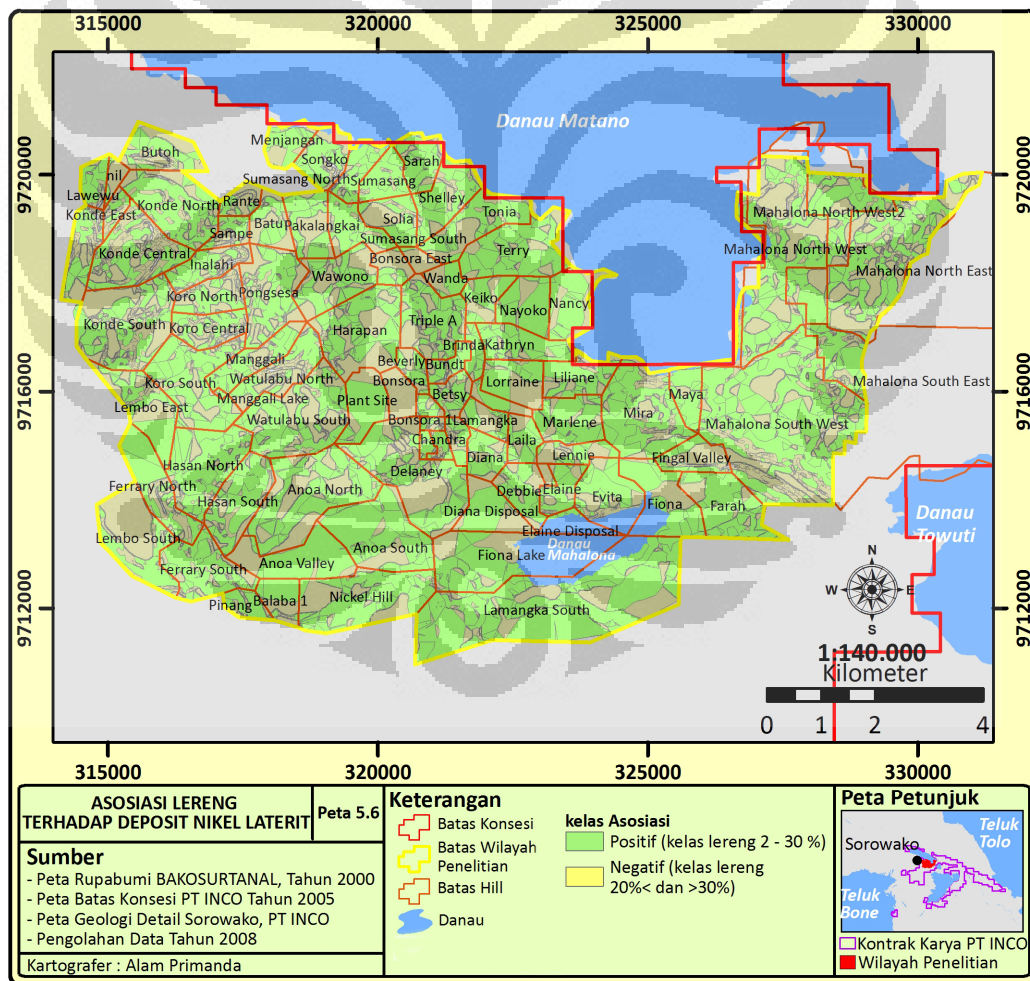 315000 320000 325000 330000
9720000
9716000
9712000
9720000
9716000
9712000
Danau Matano
Menjangan
Butoh
Songko
Sarah
nil
Sumasang North
Sumasang
Lawewu
Konde North
Rante
Shelley
Konde East
Batu
Pakalangkai
Solia
Tonia
Mahalona North West2
Sampe
Sumasang South
Konde Central
Bonsora East
Terry
Mahalona North West
Inalahi
Wawono
Wanda
Mahalona North East
Koro North
Pongsesa
Keiko
Nayoko
Nancy
Konde South
Koro Central
Harapan
Triple A
Brinda
Kathryn
Manggali
Beverly
Bundt
Koro South
Watulabu North
Bonsora
Lorraine
Liliane
Mahalona South East
Manggali Lake
Plant Site
Betsy
Maya
Lembo East
Watulabu South
Bonsora 1
Lamangka
Marlene
Mira
Mahalona South West
Chandra
Laila
Hasan North
Diana
Lennie
Fingal Valley
Delaney
Ferrary North
Anoa North
Debbie
Elaine
Evita
Hasan South
Diana Disposal
Fiona
Farah
Danau
Towuti
Lembo South
Elaine Disposal
Anoa South
Fiona Lake
Danau
Mahalona
Ferrary South
Anoa Valley
Pinang
Balaba 1
Nickel Hill
Lamangka South
N
W E
S
1:140.000
Kilometer
0 1 2 4
315000 320000 325000 330000
ASOSIASI LERENG
TERHADAP DEPOSIT NIKEL LATERIT
Peta 5.6
Sumber
- Peta Rupabumi BAKOSURTANAL, Tahun 2000
- Peta Batas Konsesi PT INCO Tahun 2005
- Peta Geologi Detail Sorowako, PT INCO
- Pengolahan Data Tahun 2008
Kartografer : Alam Primanda
Keterangan
Batas Konsesi
Batas Wilayah
Penelitian
Batas Hill
Danau
kelas Asosiasi
Positif (kelas lereng 2 - 30 %)
Negatif (kelas lereng
20%< dan >30%)
Peta Petunjuk
Sorowako
Teluk
Tolo
Teluk
Bone
Kontrak Karya PT INCO
Wilayah Penelitian